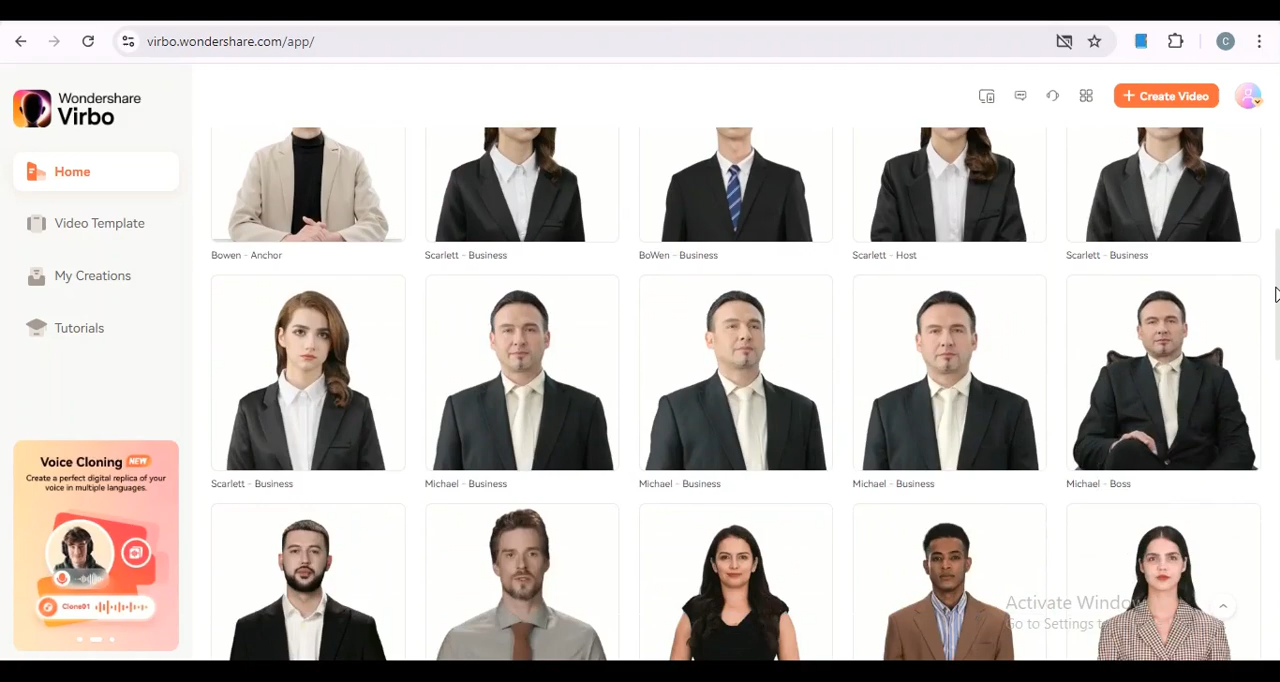 virbo.wondershare.com/app/
C
Wondershare
Virbo
Create Video
Home
Video Template
My Creations
Tutorials
Bowen - Anchor
Scarlett - Business
BoWen - Business
Scarlett - Host
Scarlett - Business
Scarlett - Business
Michael - Business
Michael - Business
Michael - Business
Michael - Boss
Voice Cloning NEW
Create a perfect digital replica of your
voice in multiple languages.
Clone01
Activate Window
Go to Settings t